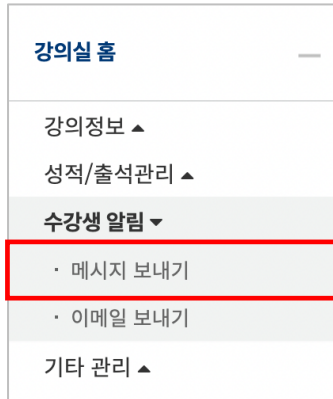 강의실 홈
강의정보 ▲
성적/출석관리 ▲
수강생 알림 ▼
· 메시지 보내기
· 이메일 보내기
기타 관리 ▲